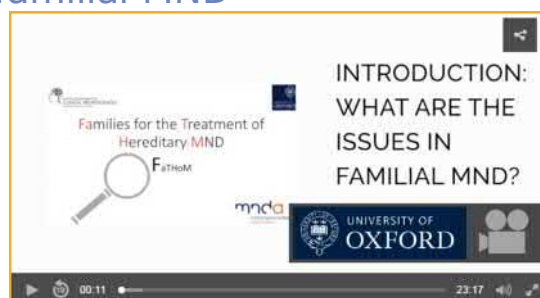 familial MND
Families for the Treatment of
Hereditary MND
FaTHoM
mnda
INTRODUCTION:
WHAT ARE THE
ISSUES IN
FAMILIAL MND?
UNIVERSITY OF
OXFORD
00:11
23:17